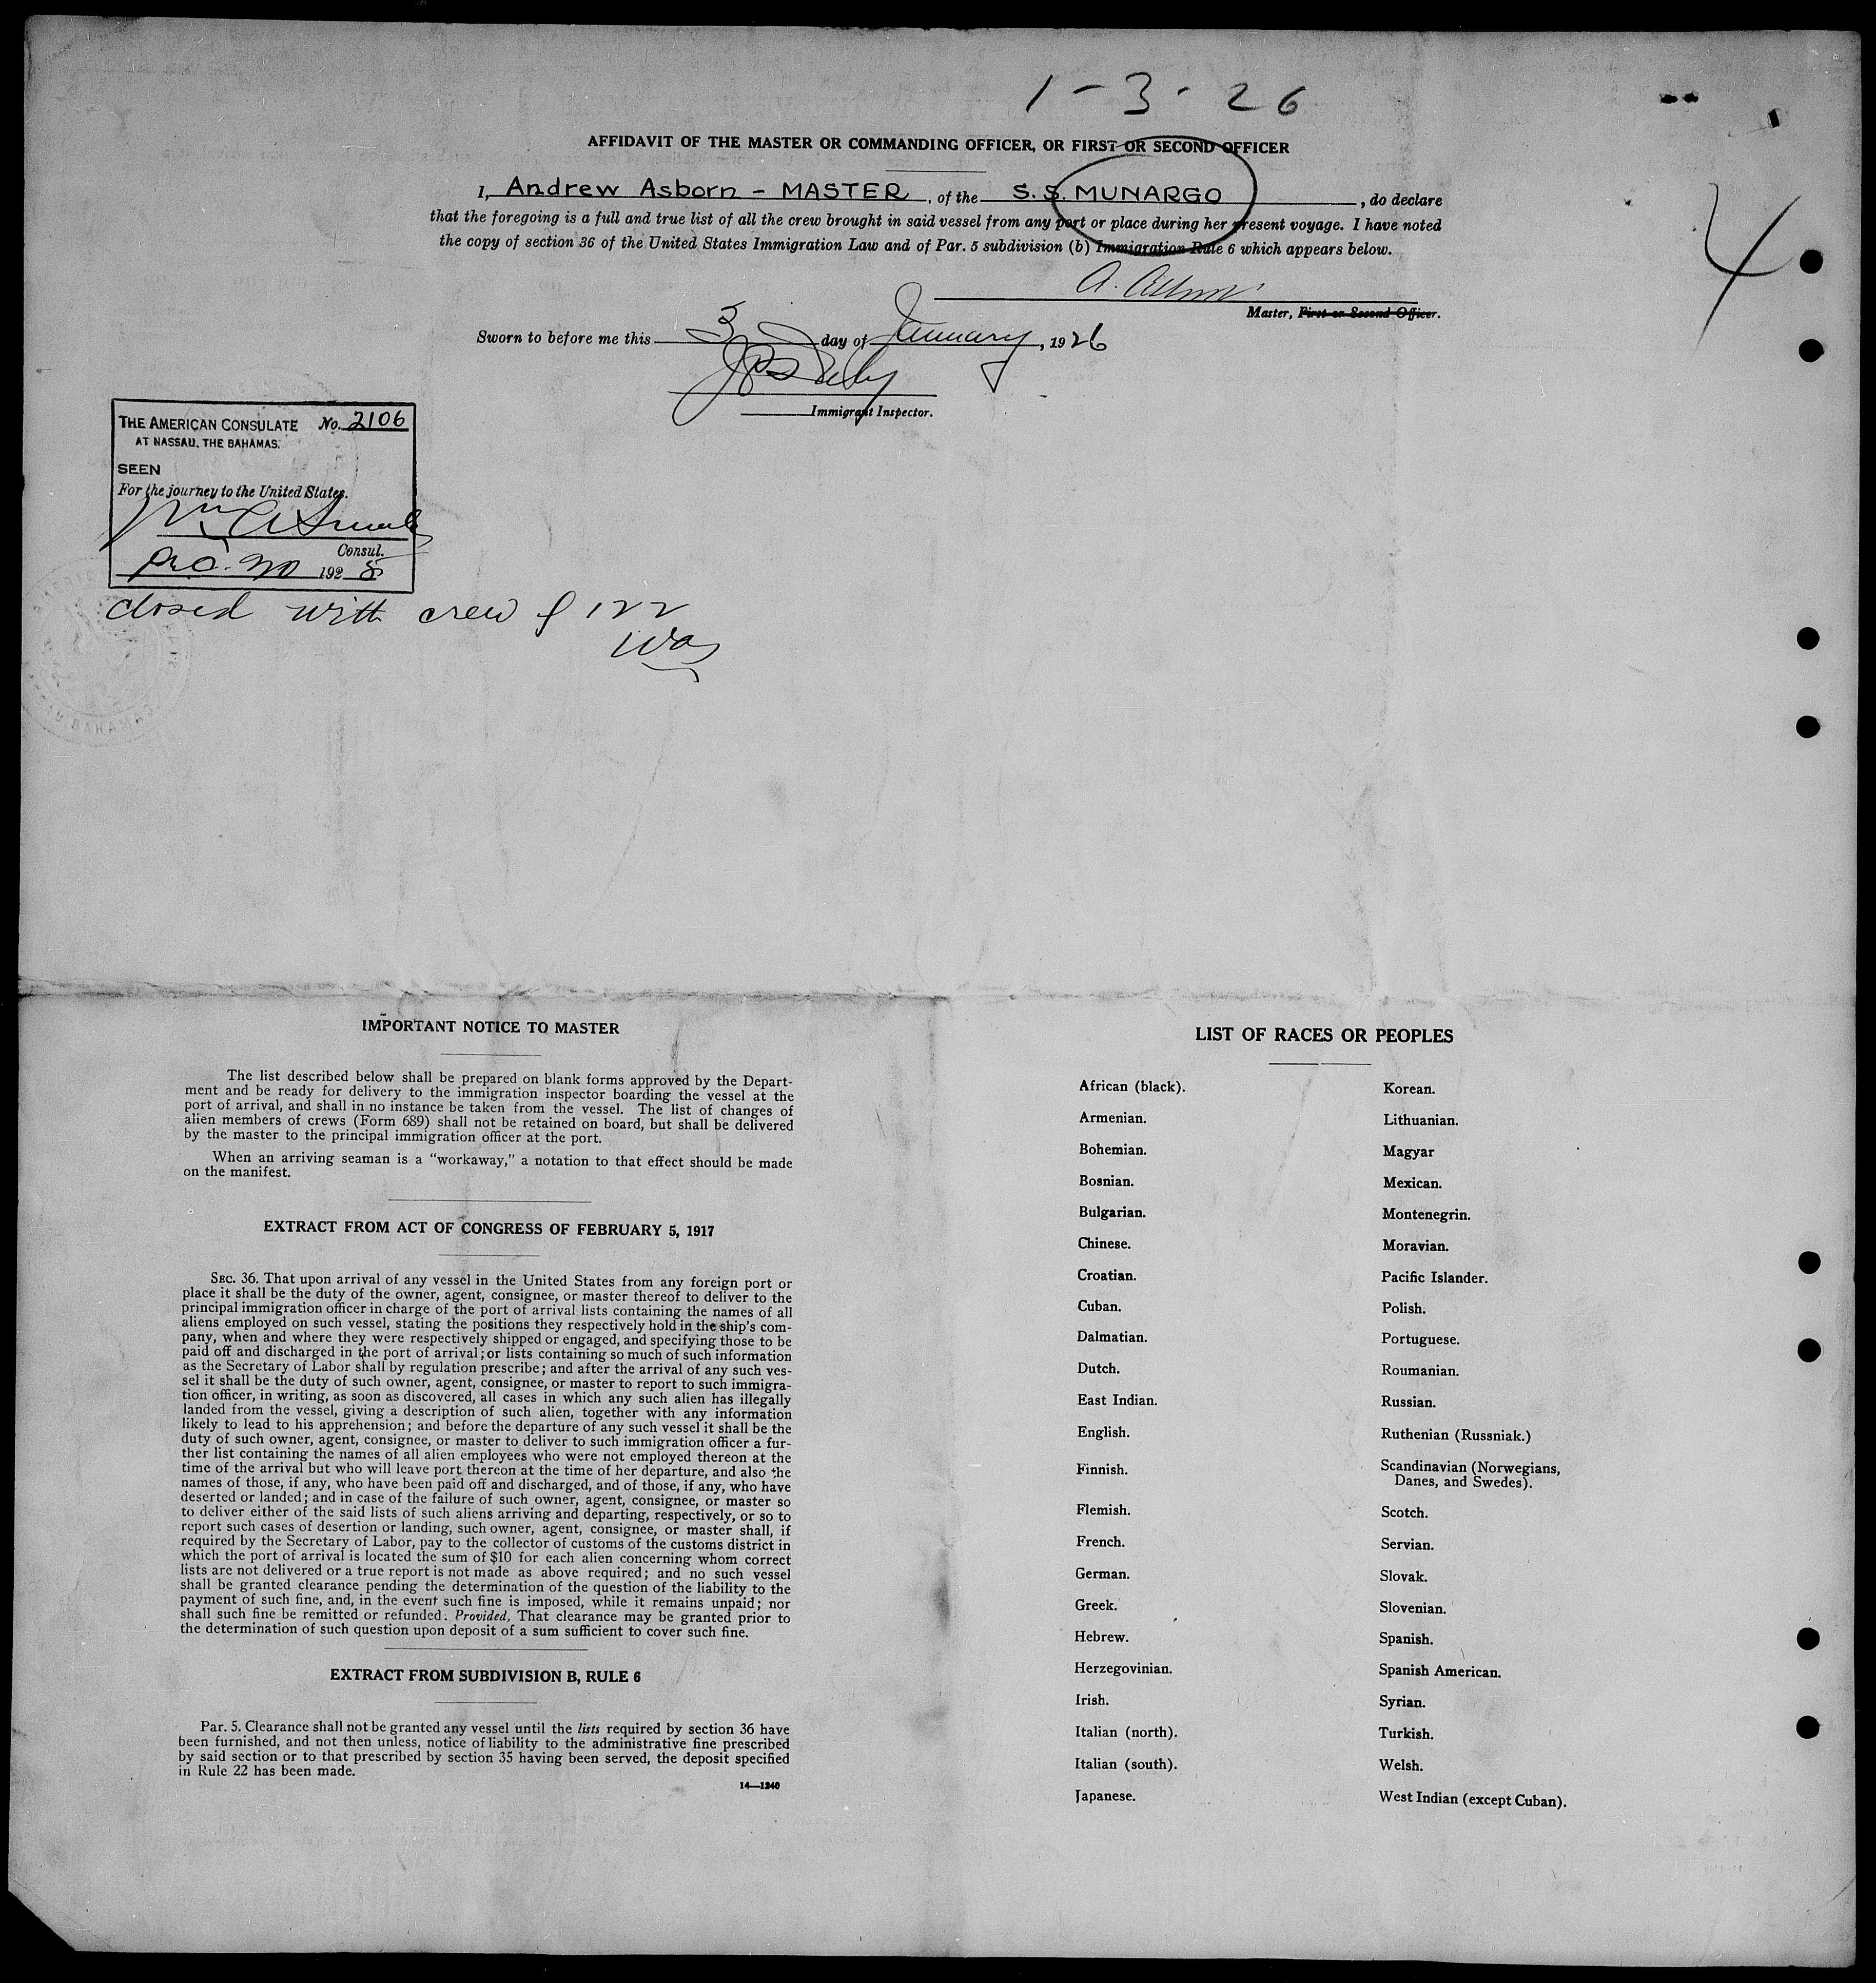 1-3-26
4
AFFIDAVIT OF THE MASTER OR COMMANDING OFFICER, OR FIRST OR SECOND OFFICER
I, Andrew Asborn - MASTER, of the S.S. MUNARGO, do declare
that the foregoing is a full and true list of all the crew brought in said vessel from any port or place during her present voyage. I have noted
the copy of section 36 of the United States Immigration Law and of Par. 5 subdivision (b) Immigration Rule 6 which appears below.
A.
Master, First or Second Officer.
Sworn to before me this 3 day of January, 1926
Immigrant Inspector.
THE AMERICAN CONSULATE No. 2106
AT NASSAU, THE BAHAMAS.
SEEN
For the journey to the United States.
Consul.
1925
closed with crew of 122
IMPORTANT NOTICE TO MASTER
The list described below shall be prepared on blank forms approved by the Depart-
ment and be ready for delivery to the immigration inspector boarding the vessel at the
port of arrival, and shall in no instance be taken from the vessel. The list of changes of
alien members of crews (Form 689) shall not be retained on board, but shall be delivered
by the master to the principal immigration officer at the port.
When an arriving seaman is a "workaway," a notation to that effect should be made
on the manifest.
EXTRACT FROM ACT OF CONGRESS OF FEBRUARY 5, 1917
SEC. 36. That upon arrival of any vessel in the United States from any foreign port or
place it shall be the duty of the owner, agent, consignee, or master thereof to deliver to the
principal immigration officer in charge of the port of arrival lists containing the names of all
aliens employed on such vessel, stating the positions they respectively hold in the ship's com-
pany, when and where they were respectively shipped or engaged, and specifying those to be
paid off and discharged in the port of arrival; or lists containing so much of such information
as the Secretary of Labor shall by regulation prescribe; and after the arrival of any such ves-
sel it shall be the duty of such owner, agent, consignee, or master to report to such immigra-
tion officer, in writing, as soon as discovered, all cases in which any such alien has illegally
landed from the vessel, giving a description of such alien, together with any information
likely to lead to his apprehension; and before the departure of any such vessel it shall be the
duty of such owner, agent, consignee, or master to deliver to such immigration officer a fur-
ther list containing the names of all alien employees who were not employed thereon at the
time of the arrival but who will leave port thereon at the time of her departure, and also the
names of those, if any, who have been paid off and discharged, and of those, if any, who have
deserted or landed; and in case of the failure of such owner, agent, consignee, or master so
to deliver either of the said lists of such aliens arriving and departing, respectively, or so to
report such cases of desertion or landing, such owner, agent, consignee, or master shall, if
required by the Secretary of Labor, pay to the collector of customs of the customs district in
which the port of arrival is located the sum of $10 for each alien concerning whom correct
lists are not delivered or a true report is not made as above required; and no such vessel
shall be granted clearance pending the determination of the question of the liability to the
payment of such fine, and, in the event such fine is imposed, while it remains unpaid; nor
shall such fine be remitted or refunded. Provided, That clearance may be granted prior to
the determination of such question upon deposit of a sum sufficient to cover such fine.
EXTRACT FROM SUBDIVISION B, RULE 6
Par. 5. Clearance shall not be granted any vessel until the lists required by section 36 have
been furnished, and not then unless, notice of liability to the administrative fine prescribed
by said section or to that prescribed by section 35 having been served, the deposit specified
in Rule 22 has been made.
14—1240
LIST OF RACES OR PEOPLES
African (black).
Armenian.
Bohemian.
Bosnian.
Bulgarian.
Chinese.
Croatian.
Cuban.
Dalmatian.
Dutch.
East Indian.
English.
Finnish.
Flemish.
French.
German.
Greek.
Hebrew.
Herzegovinian.
Irish.
Italian (north).
Italian (south).
Japanese.
Korean.
Lithuanian.
Magyar
Mexican.
Montenegrin.
Moravian.
Pacific Islander.
Polish.
Portuguese.
Roumanian.
Russian.
Ruthenian (Russniak.)
Scandinavian (Norwegians,
Danes, and Swedes).
Scotch.
Servian.
Slovak.
Slovenian.
Spanish.
Spanish American.
Syrian.
Turkish.
Welsh.
West Indian (except Cuban).